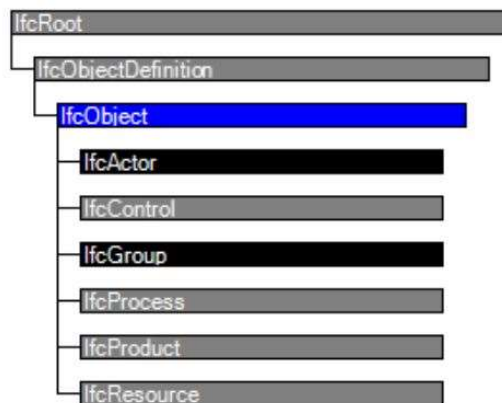 IfcRoot
IfcObjectDefinition
IfcObject
IfcActor
IfcControl
IfcGroup
IfcProcess
IfcProduct
IfcResource